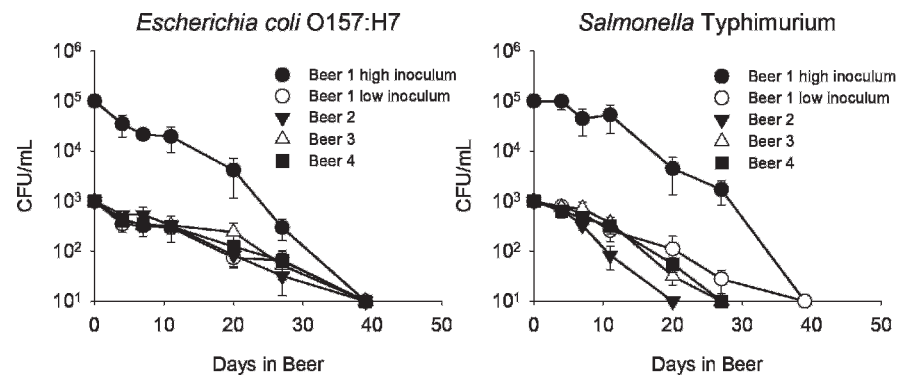 Escherichia coli O157:H7
CFU/mL
10⁶
10⁵
10⁴
10³
10²
10¹
Beer 1 high inoculum
Beer 1 low inoculum
Beer 2
Beer 3
Beer 4
0 10 20 30 40 50
Days in Beer
Salmonella Typhimurium
CFU/mL
10⁶
10⁵
10⁴
10³
10²
10¹
Beer 1 high inoculum
Beer 1 low inoculum
Beer 2
Beer 3
Beer 4
0 10 20 30 40 50
Days in Beer